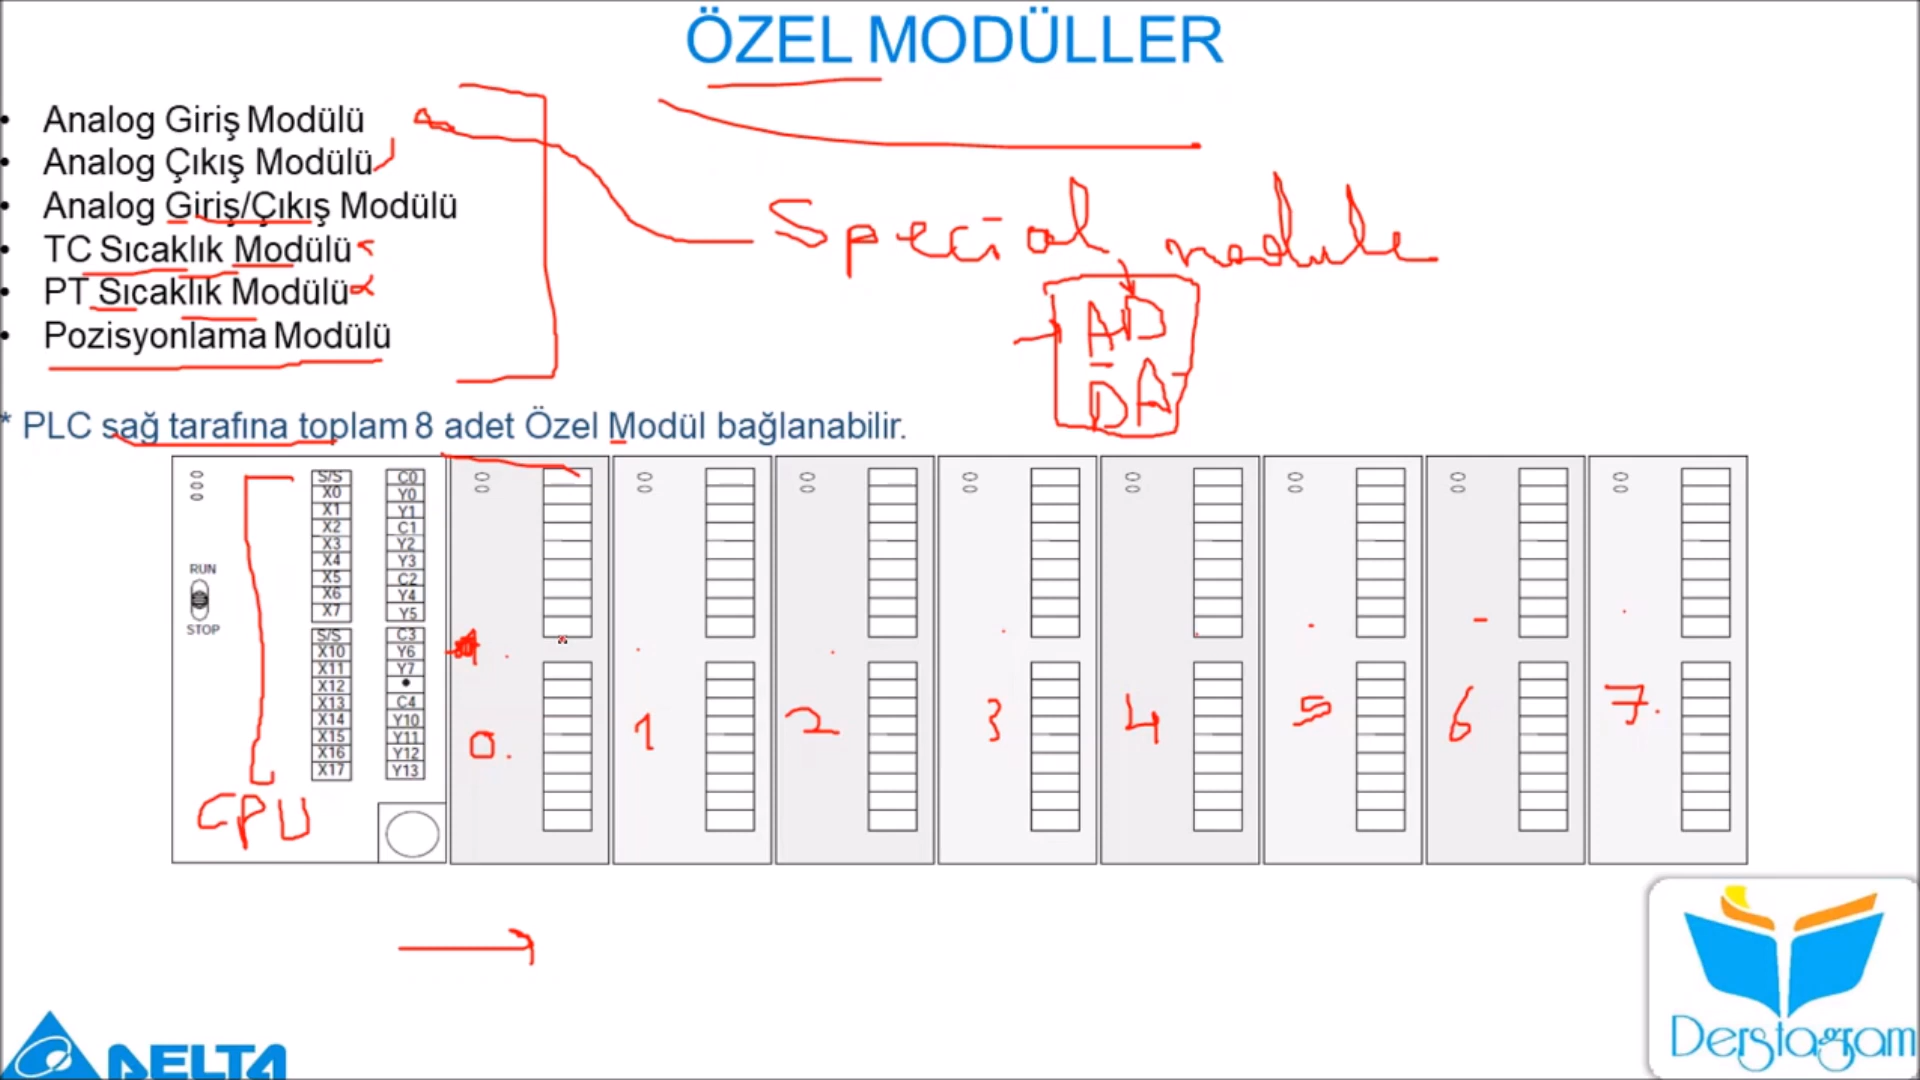 ÖZEL MODÜLLER
• Analog Giriş Modülü
• Analog Çıkış Modülü
• Analog Giriş/Çıkış Modülü
• TC Sıcaklık Modülü
• PT Sıcaklık Modülü
• Pozisyonlama Modülü
Special module
AD
DA
* PLC sağ tarafına toplam 8 adet Özel Modül bağlanabilir.
S/S C0
X0 Y0
X1 Y1
X2 C1
X3 Y2
X4 Y3
X5 C2
X6 Y4
X7 Y5
RUN
STOP
S/S C3
X10 Y6
X11 Y7
X12 •
X13 C4
X14 Y10
X15 Y11
X16 Y12
X17 Y13
CPU
0. 1 2 3 4 5 6 7.
DELTA
Derstagram